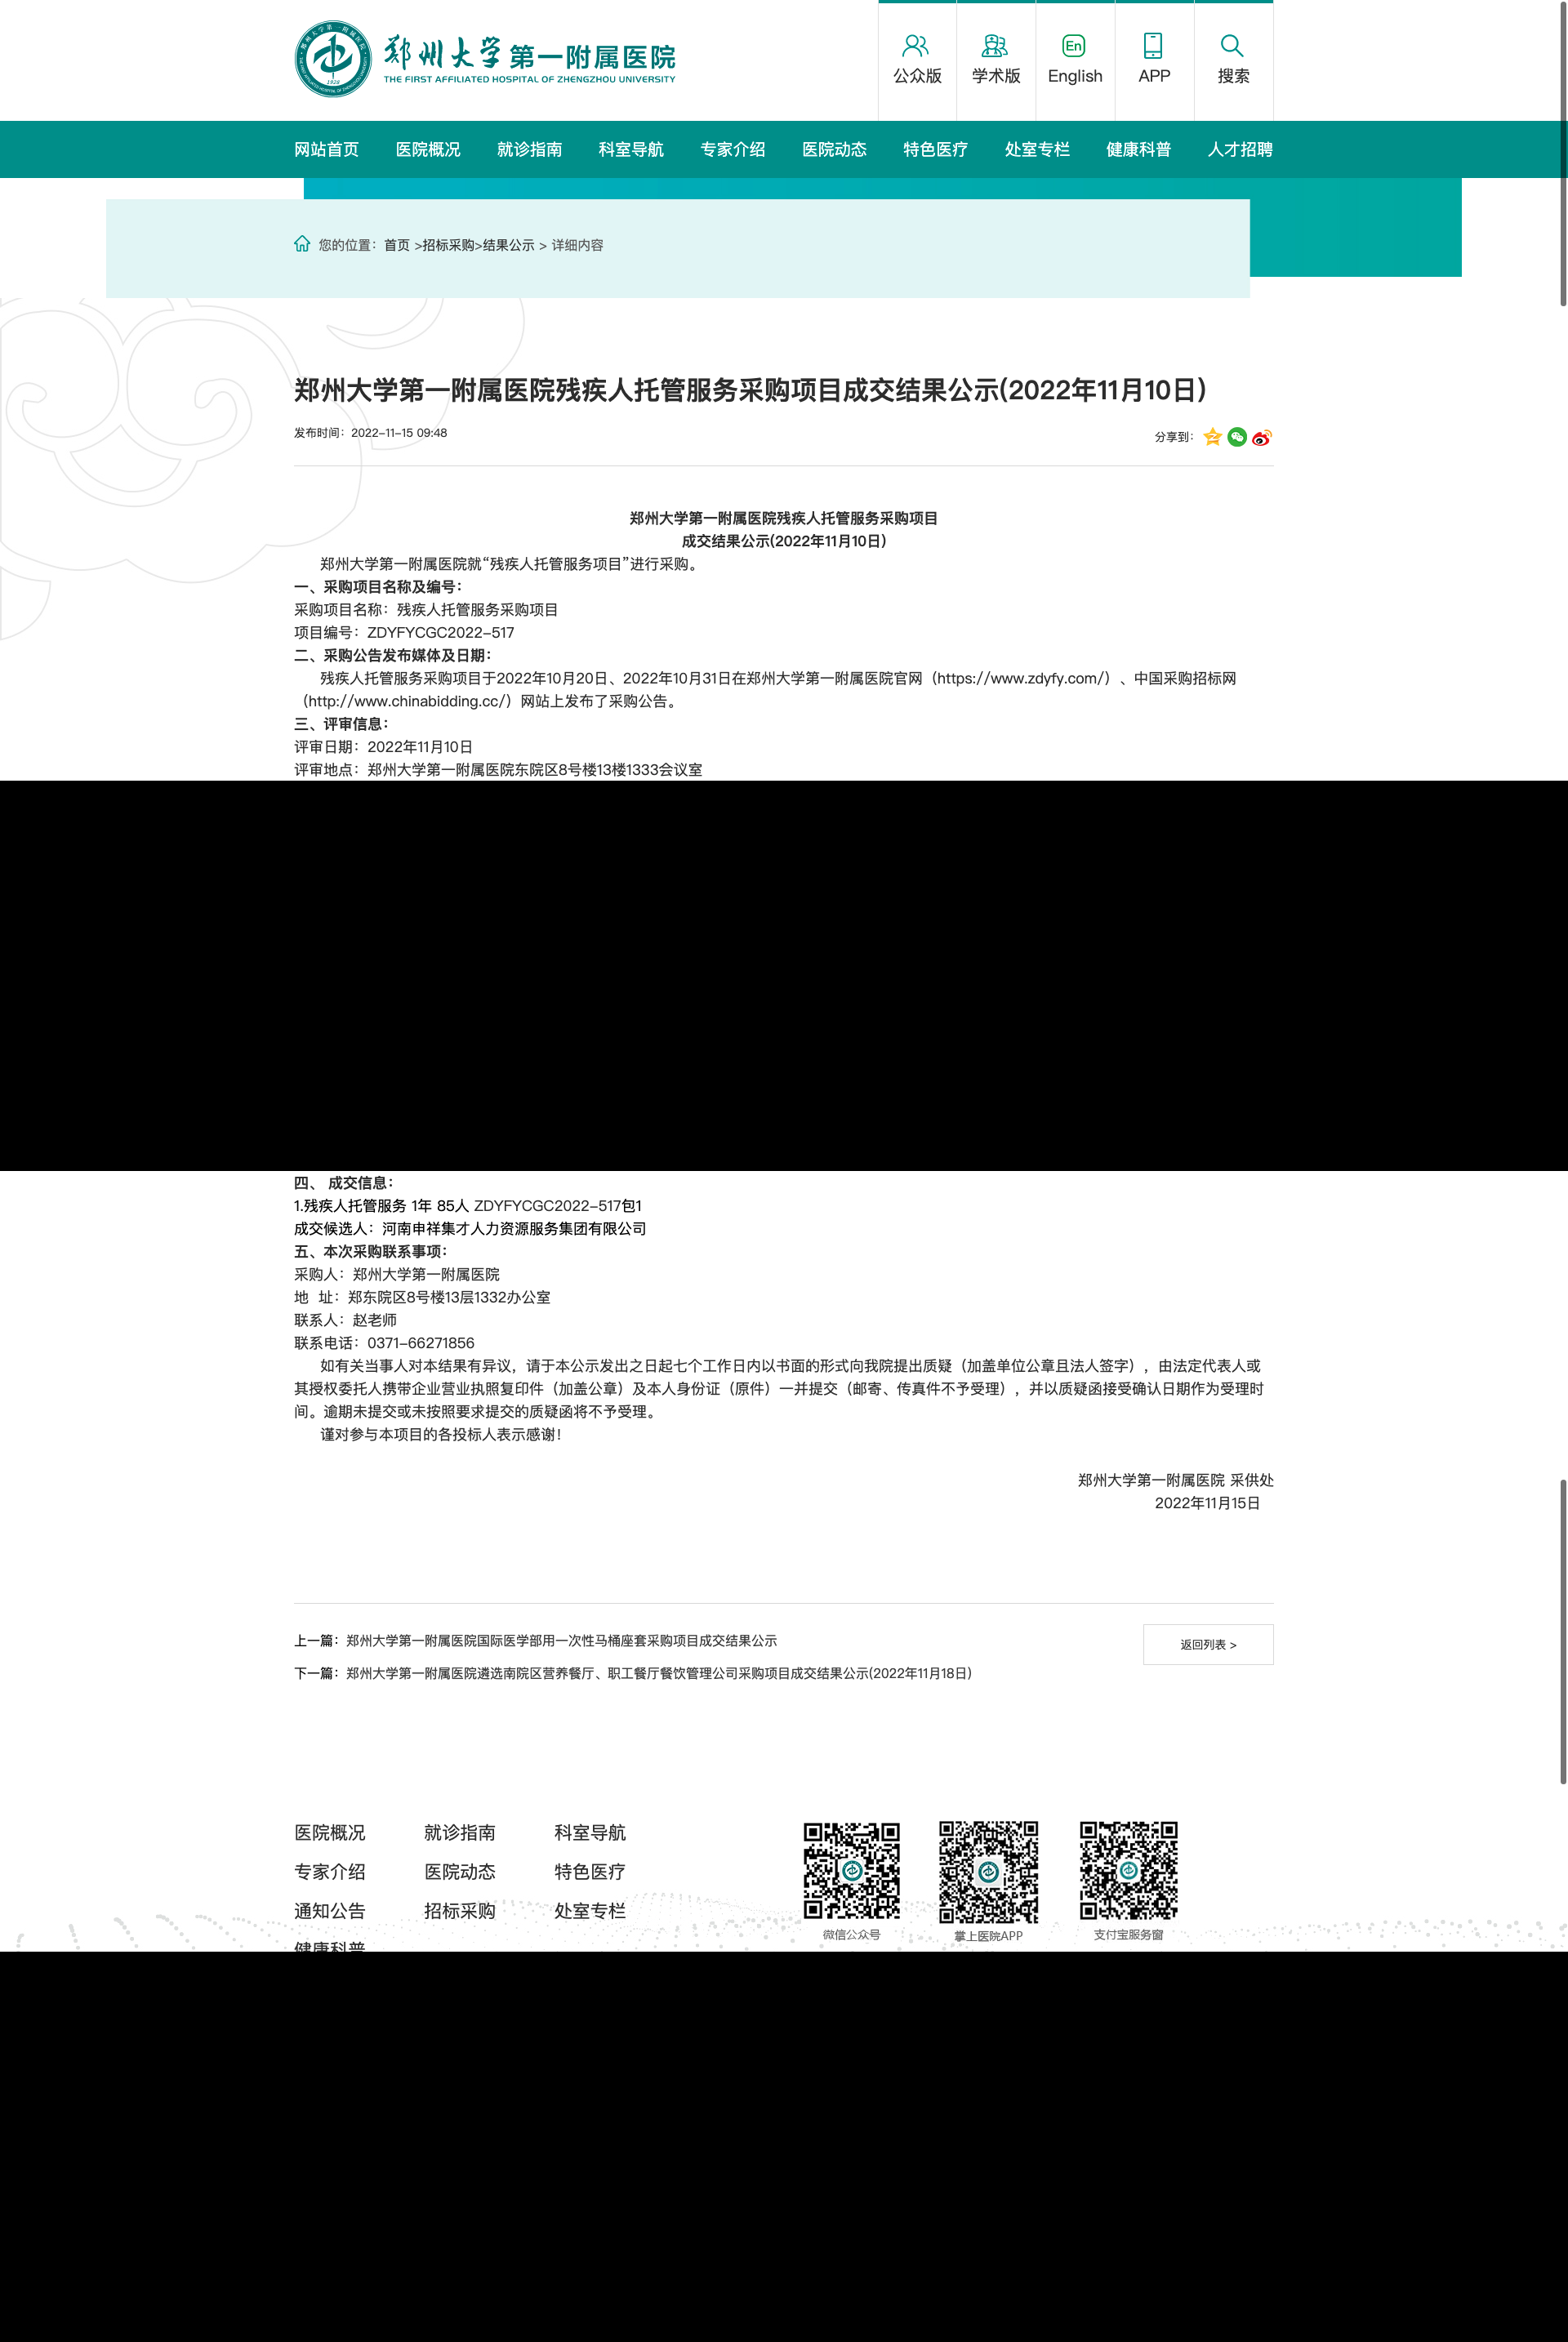 郑州大学第一附属医院
THE FIRST AFFILIATED HOSPITAL OF ZHENGZHOU UNIVERSITY
公众版
学术版
En
English
APP
搜索
网站首页 医院概况 就诊指南 科室导航 专家介绍 医院动态 特色医疗 处室专栏 健康科普 人才招聘
您的位置：首页 >招标采购>结果公示 > 详细内容
郑州大学第一附属医院残疾人托管服务采购项目成交结果公示(2022年11月10日)
发布时间：2022-11-15 09:48
分享到：
郑州大学第一附属医院残疾人托管服务采购项目
成交结果公示(2022年11月10日)
郑州大学第一附属医院就“残疾人托管服务项目”进行采购。
一、采购项目名称及编号：
采购项目名称：残疾人托管服务采购项目
项目编号：ZDYFYCGC2022-517
二、采购公告发布媒体及日期：
残疾人托管服务采购项目于2022年10月20日、2022年10月31日在郑州大学第一附属医院官网（https://www.zdyfy.com/）、中国采购招标网
（http://www.chinabidding.cc/）网站上发布了采购公告。
三、评审信息：
评审日期：2022年11月10日
评审地点：郑州大学第一附属医院东院区8号楼13楼1333会议室
四、 成交信息：
1.残疾人托管服务 1年 85人 ZDYFYCGC2022-517包1
成交候选人：河南申祥集才人力资源服务集团有限公司
五、本次采购联系事项：
采购人：郑州大学第一附属医院
地 址：郑东院区8号楼13层1332办公室
联系人：赵老师
联系电话：0371-66271856
如有关当事人对本结果有异议，请于本公示发出之日起七个工作日内以书面的形式向我院提出质疑（加盖单位公章且法人签字），由法定代表人或
其授权委托人携带企业营业执照复印件（加盖公章）及本人身份证（原件）一并提交（邮寄、传真件不予受理），并以质疑函接受确认日期作为受理时
间。逾期未提交或未按照要求提交的质疑函将不予受理。
谨对参与本项目的各投标人表示感谢！
郑州大学第一附属医院 采供处
2022年11月15日
上一篇：郑州大学第一附属医院国际医学部用一次性马桶座套采购项目成交结果公示
返回列表 >
下一篇：郑州大学第一附属医院遴选南院区营养餐厅、职工餐厅餐饮管理公司采购项目成交结果公示(2022年11月18日)
医院概况 就诊指南 科室导航
专家介绍 医院动态 特色医疗
通知公告 招标采购 处室专栏
健康科普
微信公众号
掌上医院APP
支付宝服务窗